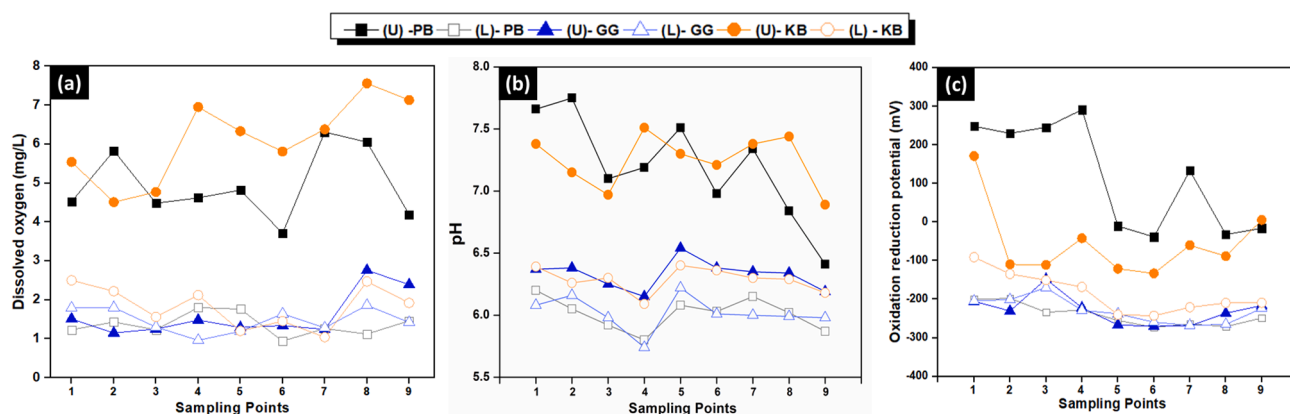 (U) -PB (L)- PB (U)- GG (L)- GG (U)- KB (L) - KB
(a)
Dissolved oxygen (mg/L)
8
7
6
5
4
3
2
1
0
1 2 3 4 5 6 7 8 9
Sampling Points
(b)
pH
8.0
7.5
7.0
6.5
6.0
5.5
1 2 3 4 5 6 7 8 9
Sampling Points
(c)
Oxidation reduction potential (mV)
400
300
200
100
0
-100
-200
-300
-400
1 2 3 4 5 6 7 8 9
Sampling Points